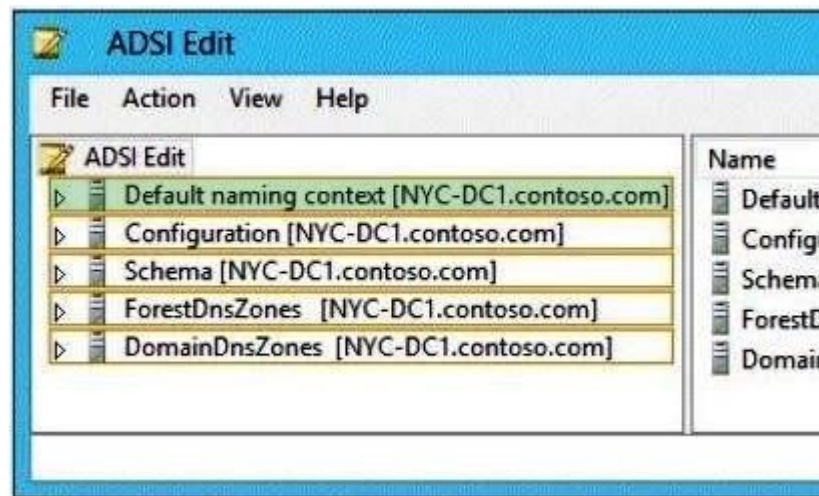 ADSI Edit
File Action View Help
ADSI Edit
Default naming context [NYC-DC1.contoso.com]
Configuration [NYC-DC1.contoso.com]
Schema [NYC-DC1.contoso.com]
ForestDnsZones [NYC-DC1.contoso.com]
DomainDnsZones [NYC-DC1.contoso.com]
Name
Default
Configu
Schema
ForestD
Domain